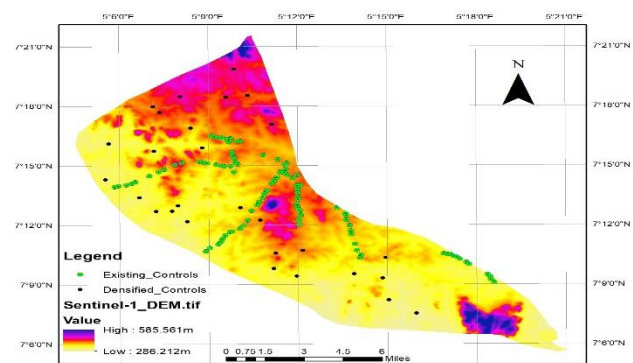 5°6'0"E 5°9'0"E 5°12'0"E 5°15'0"E 5°18'0"E 5°21'0"E
7°21'0"N 7°21'0"N
N
7°18'0"N 7°18'0"N
7°15'0"N 7°15'0"N
7°12'0"N 7°12'0"N
Legend
Existing_Controls
Densified_Controls
7°9'0"N 7°9'0"N
Sentinel-1_DEM.tif
Value
High : 585.561m
7°6'0"N 7°6'0"N
Low : 286.212m
0 0.75 1.5 3 4.5 6
Miles